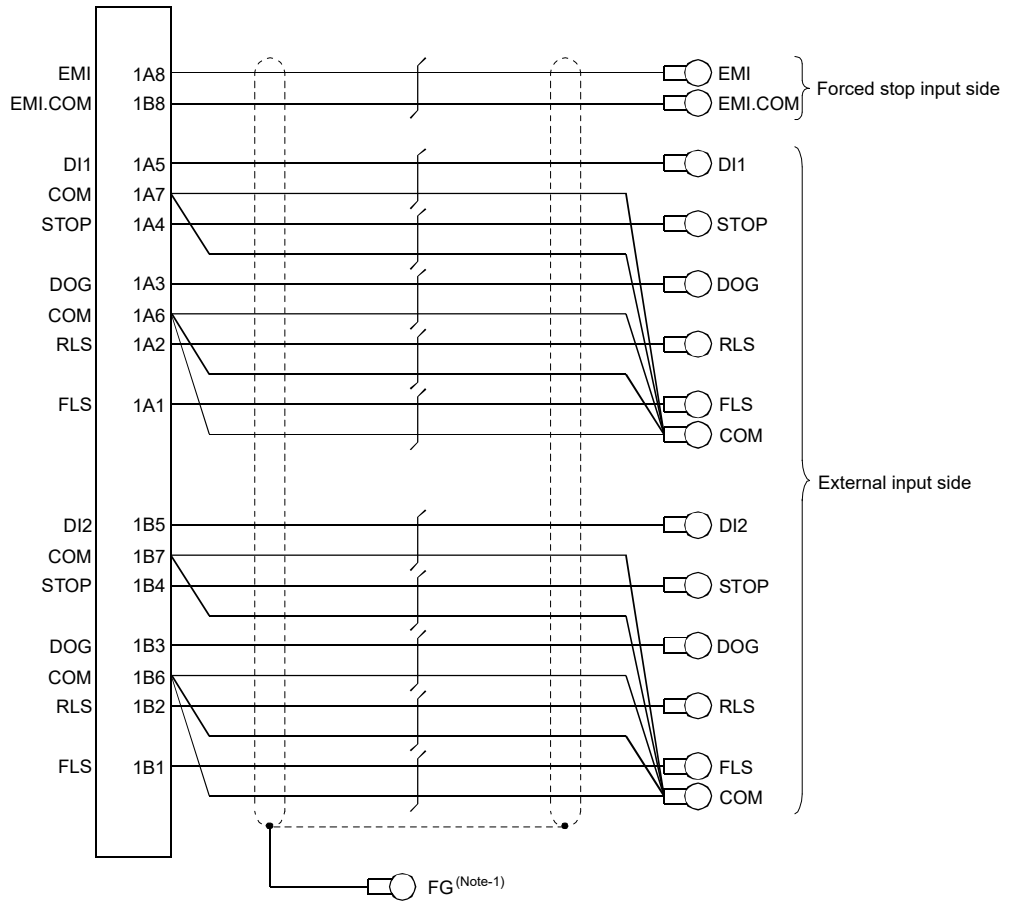 EMI 1A8 EMI
EMI.COM 1B8 EMI.COM
Forced stop input side
DI1 1A5 DI1
COM 1A7
STOP 1A4 STOP
DOG 1A3 DOG
COM 1A6
RLS 1A2 RLS
FLS 1A1 FLS
COM
External input side
DI2 1B5 DI2
COM 1B7
STOP 1B4 STOP
DOG 1B3 DOG
COM 1B6
RLS 1B2 RLS
FLS 1B1 FLS
COM
FG (Note-1)